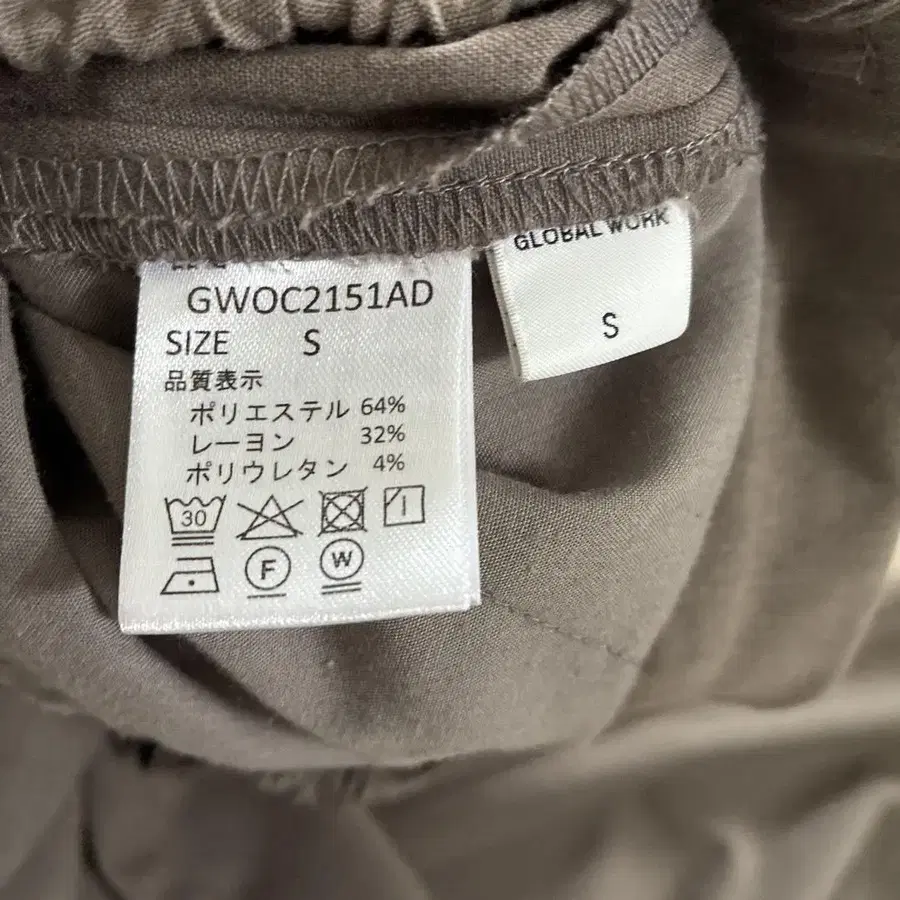 GWOC2151AD
SIZE S
品質表示
ポリエステル 64%
レーヨン 32%
ポリウレタン 4%
30
F
W
GLOBAL WORK
S